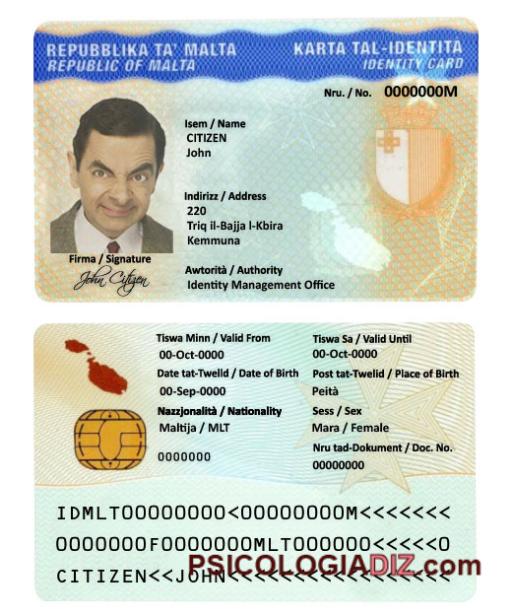 REPUBBLIKA TA' MALTA KARTA TAL-IDENTITÀ
REPUBLIC OF MALTA IDENTITY CARD
Nru. / No. 0000000M
Isem / Name
CITIZEN
John
Indirizz / Address
220
Triq il-Bajja l-Kbira
Kemmuna
Firma / Signature
John Citizen
Awtorità / Authority
Identity Management Office
Tiswa Minn / Valid From Tiswa Sa / Valid Until
00-Oct-0000 00-Oct-0000
Data tat-Twelid / Date of Birth Post tat-Twelid / Place of Birth
00-Sep-0000 Peità
Nazzjonalità / Nationality Sess / Sex
Maltija / MLT Mara / Female
Nru tad-Dokument / Doc. No.
0000000 00000000
IDMLT00000000<00000000M<<<<<<<
0000000F0000000MLT000000<<<<<0
CITIZEN<<JOHN<<<<<<<<<<<<<<<<<
PSICOLOGIADIZ.com